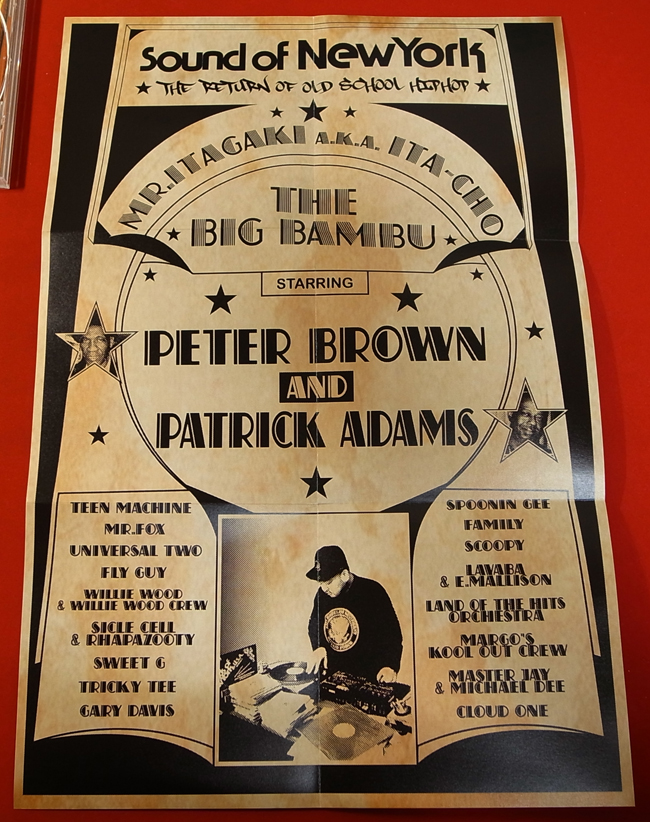 Sound of New York
THE RETURN OF OLD SCHOOL HIPHOP
MR.ITAGAKI A.K.A. ITA-CHO
THE
BIG BAMBU
STARRING
PETER BROWN
AND
PATRICK ADAMS
TEEN MACHINE
MR.FOX
UNIVERSAL TWO
FLY GUY
WILLIE WOOD
& WILLIE WOOD CREW
SICLE CELL
& RHAPAZOOTY
SWEET G
TRICKY TEE
GARY DAVIS
SPOONIN GEE
FAMILY
SCOOPY
LAVABA
& E.MALLISON
LAND OF THE HITS
ORCHESTRA
MARGO'S
KOOL OUT CREW
MASTER JAY
& MICHAEL DEE
CLOUD ONE